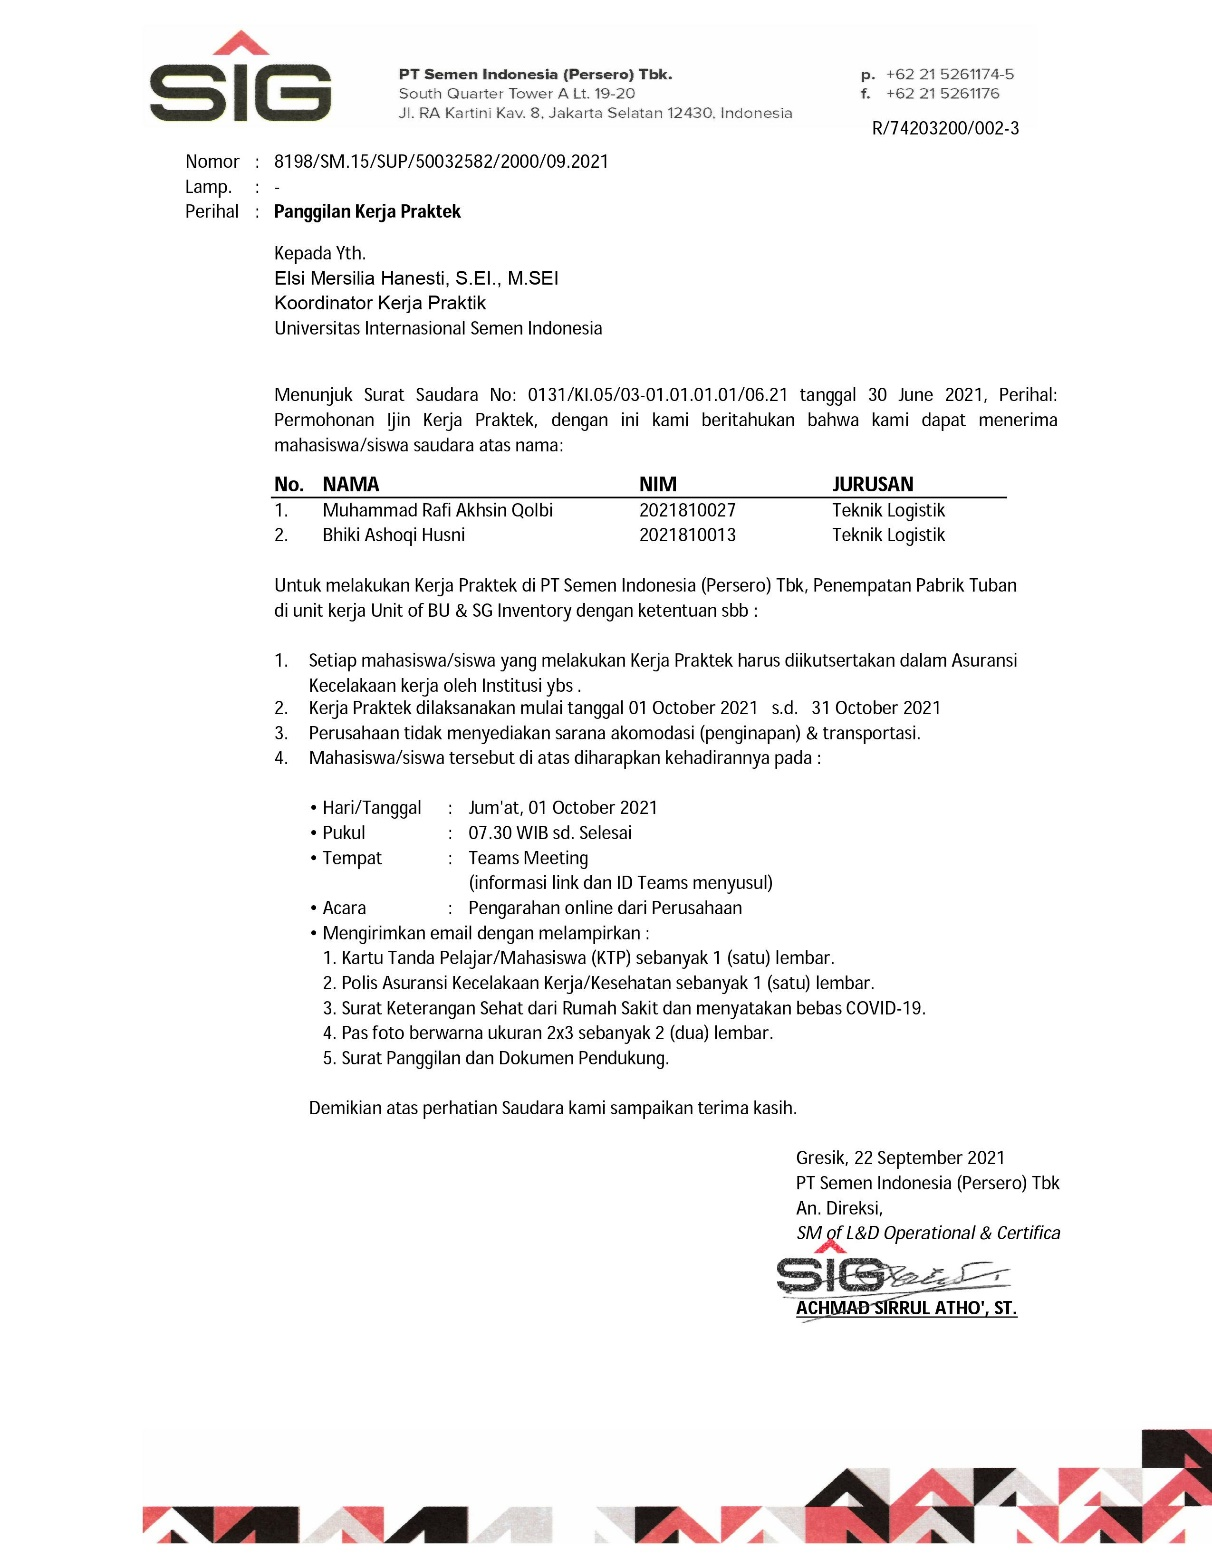 SIG
PT Semen Indonesia (Persero) Tbk.
South Quarter Tower A Lt. 19-20
Jl. RA Kartini Kav. 8, Jakarta Selatan 12430, Indonesia
p. +62 21 5261174-5
f. +62 21 5261176
R/74203200/002-3
Nomor : 8198/SM.15/SUP/50032582/2000/09.2021
Lamp. : -
Perihal : Panggilan Kerja Praktek
Kepada Yth.
Elsi Mersilia Hanesti, S.EI., M.SEI
Koordinator Kerja Praktik
Universitas Internasional Semen Indonesia
Menunjuk Surat Saudara No: 0131/KI.05/03-01.01.01.01/06.21 tanggal 30 June 2021, Perihal:
Permohonan Ijin Kerja Praktek, dengan ini kami beritahukan bahwa kami dapat menerima
mahasiswa/siswa saudara atas nama:
No. NAMA NIM JURUSAN
1. Muhammad Rafi Akhsin Qolbi 2021810027 Teknik Logistik
2. Bhiki Ashoqi Husni 2021810013 Teknik Logistik
Untuk melakukan Kerja Praktek di PT Semen Indonesia (Persero) Tbk, Penempatan Pabrik Tuban
di unit kerja Unit of BU & SG Inventory dengan ketentuan sbb :
1. Setiap mahasiswa/siswa yang melakukan Kerja Praktek harus diikutsertakan dalam Asuransi
Kecelakaan kerja oleh Institusi ybs .
2. Kerja Praktek dilaksanakan mulai tanggal 01 October 2021 s.d. 31 October 2021
3. Perusahaan tidak menyediakan sarana akomodasi (penginapan) & transportasi.
4. Mahasiswa/siswa tersebut di atas diharapkan kehadirannya pada :
• Hari/Tanggal : Jum'at, 01 October 2021
• Pukul : 07.30 WIB sd. Selesai
• Tempat : Teams Meeting
(informasi link dan ID Teams menyusul)
• Acara : Pengarahan online dari Perusahaan
• Mengirimkan email dengan melampirkan :
1. Kartu Tanda Pelajar/Mahasiswa (KTP) sebanyak 1 (satu) lembar.
2. Polis Asuransi Kecelakaan Kerja/Kesehatan sebanyak 1 (satu) lembar.
3. Surat Keterangan Sehat dari Rumah Sakit dan menyatakan bebas COVID-19.
4. Pas foto berwarna ukuran 2x3 sebanyak 2 (dua) lembar.
5. Surat Panggilan dan Dokumen Pendukung.
Demikian atas perhatian Saudara kami sampaikan terima kasih.
Gresik, 22 September 2021
PT Semen Indonesia (Persero) Tbk
An. Direksi,
SM of L&D Operational & Certifica
SIG
ACHMAD SIRRUL ATHO', ST.